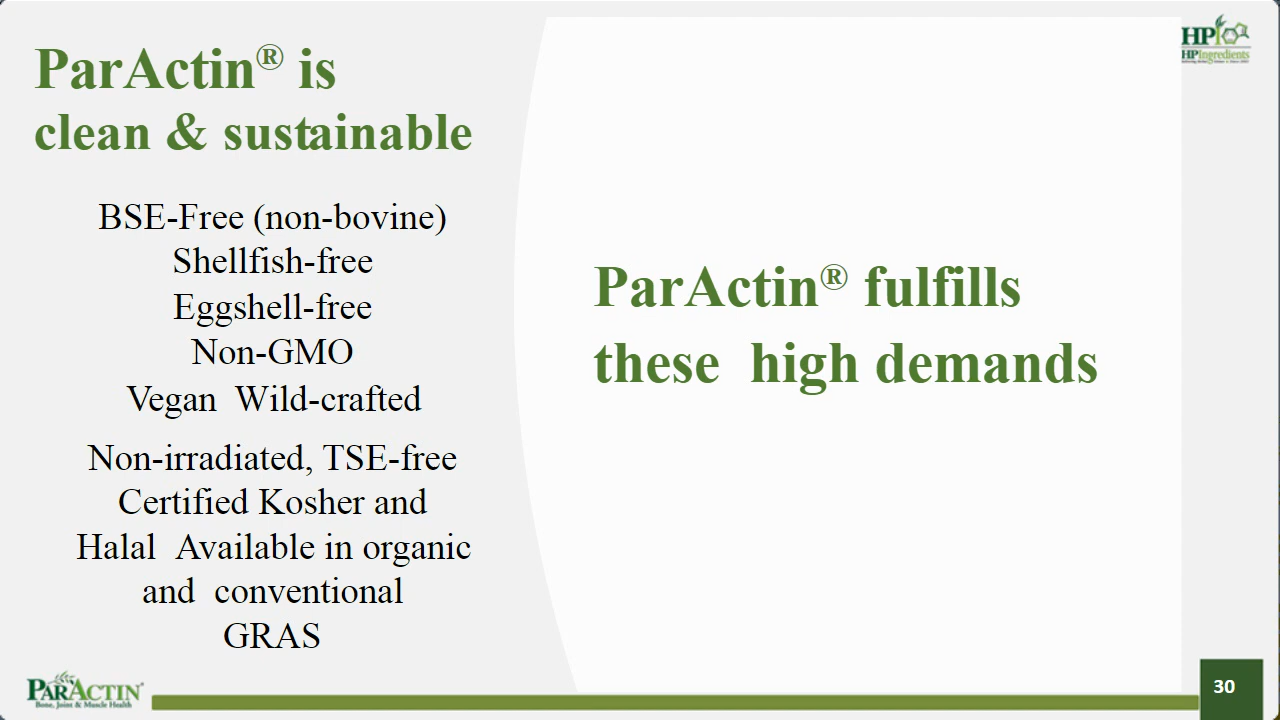 ParActin® is
clean & sustainable
BSE-Free (non-bovine)
Shellfish-free
Eggshell-free
Non-GMO
Vegan  Wild-crafted
Non-irradiated, TSE-free
Certified Kosher and
Halal  Available in organic
and  conventional
GRAS
ParActin® fulfills
these  high demands
HP
HPIngredients
PARACTIN®
Bone, Joint & Muscle Health
30